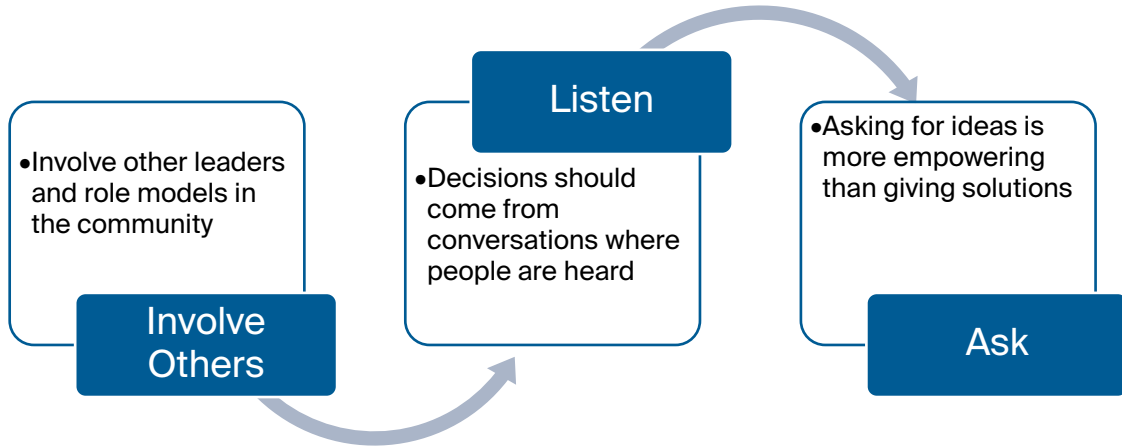 •Involve other leaders
and role models in
the community
Involve
Others
Listen
•Decisions should
come from
conversations where
people are heard
•Asking for ideas is
more empowering
than giving solutions
Ask